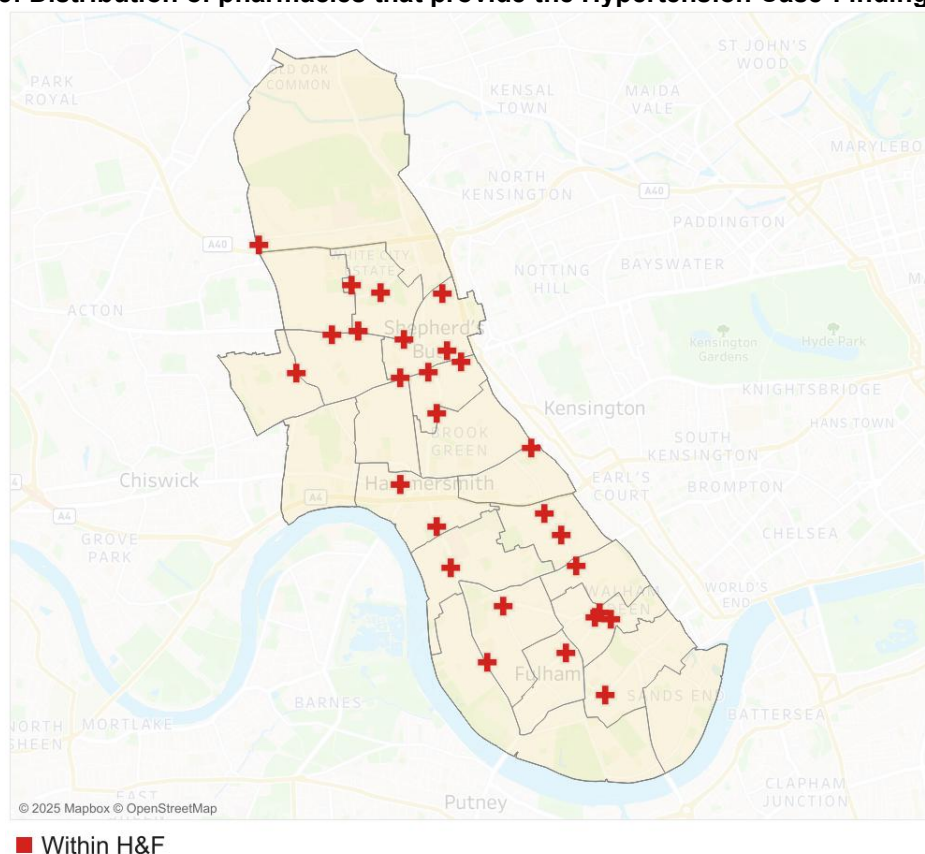 Distribution of pharmacies that provide the Hypertension Case-Finding
ST JOHN'S
WOOD
OLD OAK
COMMON
PARK
ROYAL
KENSAL
TOWN
MAIDA
VALE
MARYLEBO
NORTH
KENSINGTON
A40
PADDINGTON
A40
WHITE CITY
ESTATE
NOTTING
HILL
BAYSWATER
ACTON
Shepherd's
Bush
Kensington
Gardens
Hyde Park
KNIGHTSBRIDGE
Kensington
HANS TOWN
BROOK
GREEN
SOUTH
KENSINGTON
Chiswick
Hammersmith
EARL'S
COURT
BROMPTON
A4
A4
4
CHELSEA
GROVE
PARK
WALHAM
GREEN
WORLD'S
END
Fulham
SANDS END
BARNES
BATTERSEA
NORTH
SHEEN
MORTLAKE
CLAPHAM
JUNCTION
EAST
Putney
© 2025 Mapbox © OpenStreetMap
Within H&F